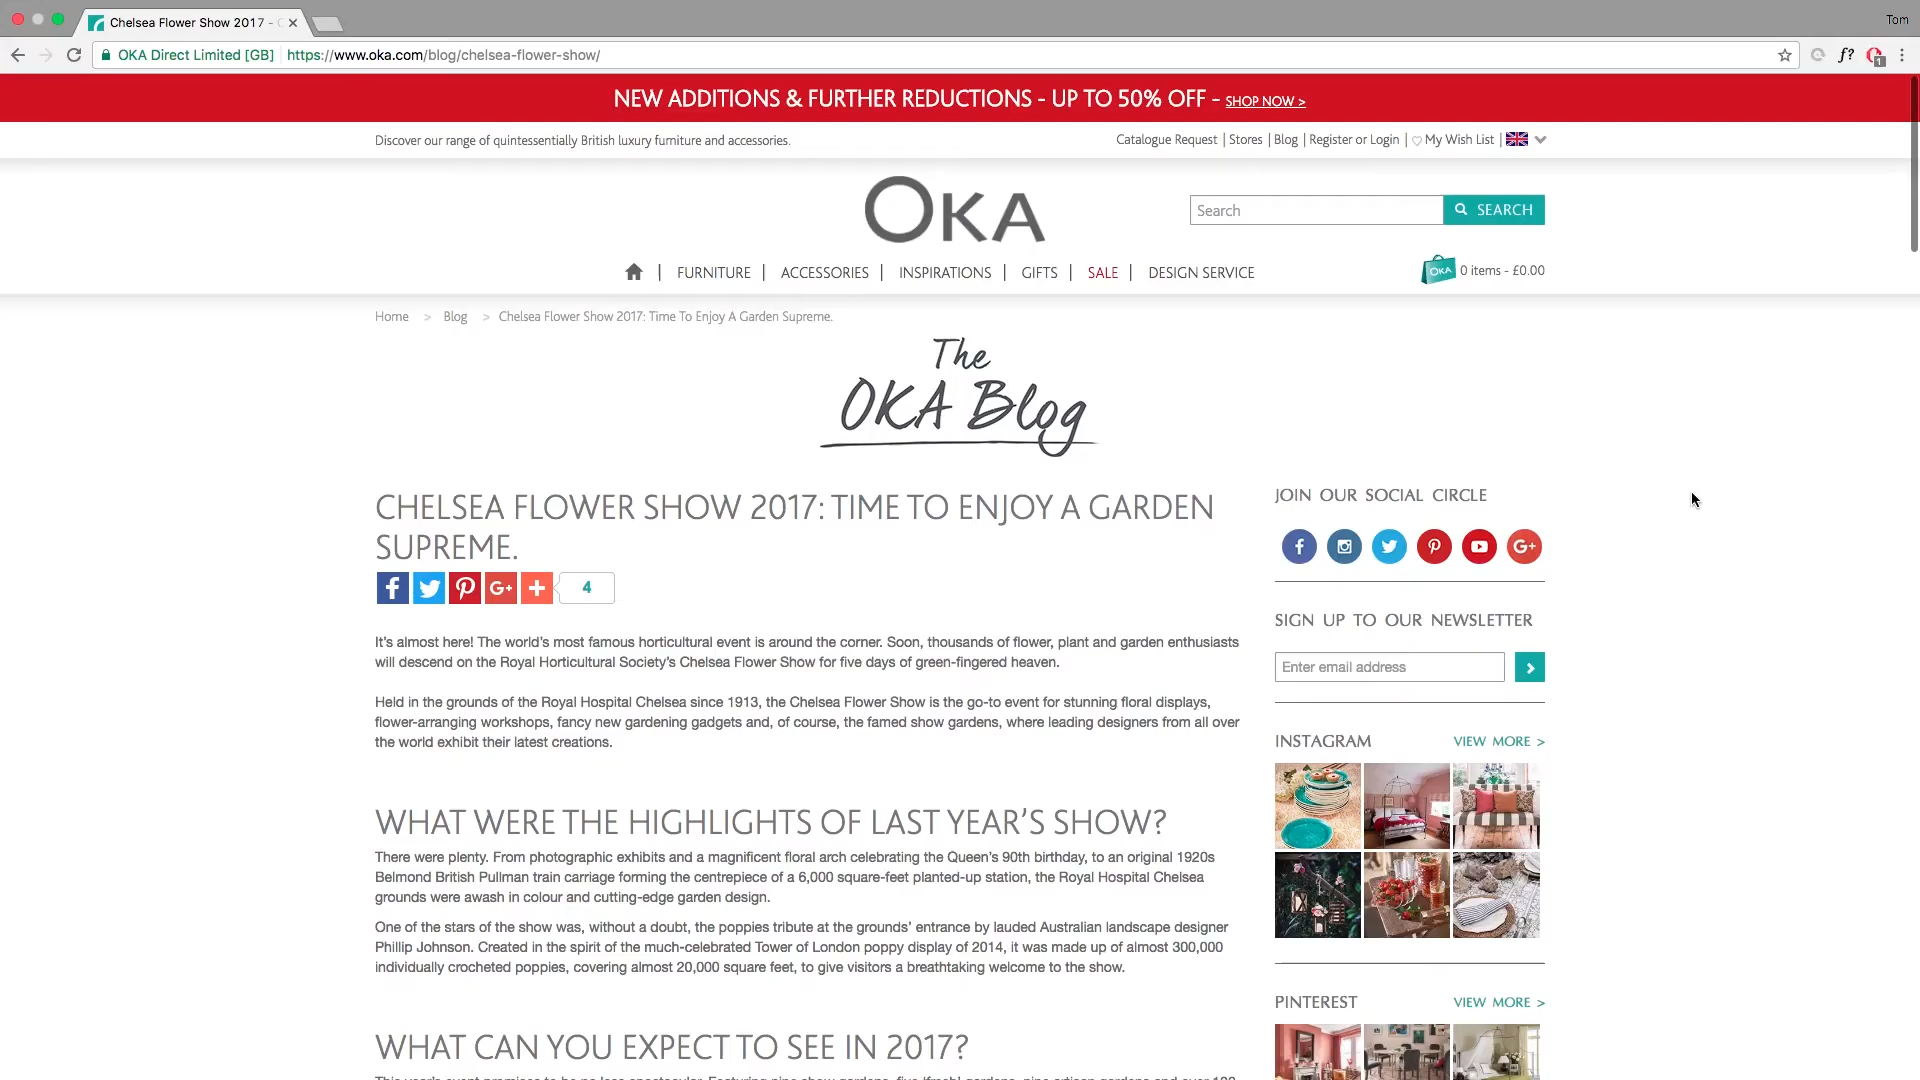 Chelsea Flower Show 2017 -
Tom
OKA Direct Limited [GB] https://www.oka.com/blog/chelsea-flower-show/
f?
1
NEW ADDITIONS & FURTHER REDUCTIONS - UP TO 50% OFF - SHOP NOW >
Discover our range of quintessentially British luxury furniture and accessories.
Catalogue Request | Stores | Blog | Register or Login | My Wish List |
OKA
Search
SEARCH
FURNITURE | ACCESSORIES | INSPIRATIONS | GIFTS | SALE | DESIGN SERVICE
OKA 0 items - £0.00
Home > Blog > Chelsea Flower Show 2017: Time To Enjoy A Garden Supreme.
The
OKA Blog
CHELSEA FLOWER SHOW 2017: TIME TO ENJOY A GARDEN
SUPREME.
4
It's almost here! The world's most famous horticultural event is around the corner. Soon, thousands of flower, plant and garden enthusiasts
will descend on the Royal Horticultural Society's Chelsea Flower Show for five days of green-fingered heaven.
Held in the grounds of the Royal Hospital Chelsea since 1913, the Chelsea Flower Show is the go-to event for stunning floral displays,
flower-arranging workshops, fancy new gardening gadgets and, of course, the famed show gardens, where leading designers from all over
the world exhibit their latest creations.
WHAT WERE THE HIGHLIGHTS OF LAST YEAR'S SHOW?
There were plenty. From photographic exhibits and a magnificent floral arch celebrating the Queen's 90th birthday, to an original 1920s
Belmond British Pullman train carriage forming the centrepiece of a 6,000 square-feet planted-up station, the Royal Hospital Chelsea
grounds were awash in colour and cutting-edge garden design.
One of the stars of the show was, without a doubt, the poppies tribute at the grounds' entrance by lauded Australian landscape designer
Phillip Johnson. Created in the spirit of the much-celebrated Tower of London poppy display of 2014, it was made up of almost 300,000
individually crocheted poppies, covering almost 20,000 square feet, to give visitors a breathtaking welcome to the show.
WHAT CAN YOU EXPECT TO SEE IN 2017?
JOIN OUR SOCIAL CIRCLE
SIGN UP TO OUR NEWSLETTER
Enter email address
INSTAGRAM
VIEW MORE >
PINTEREST
VIEW MORE >